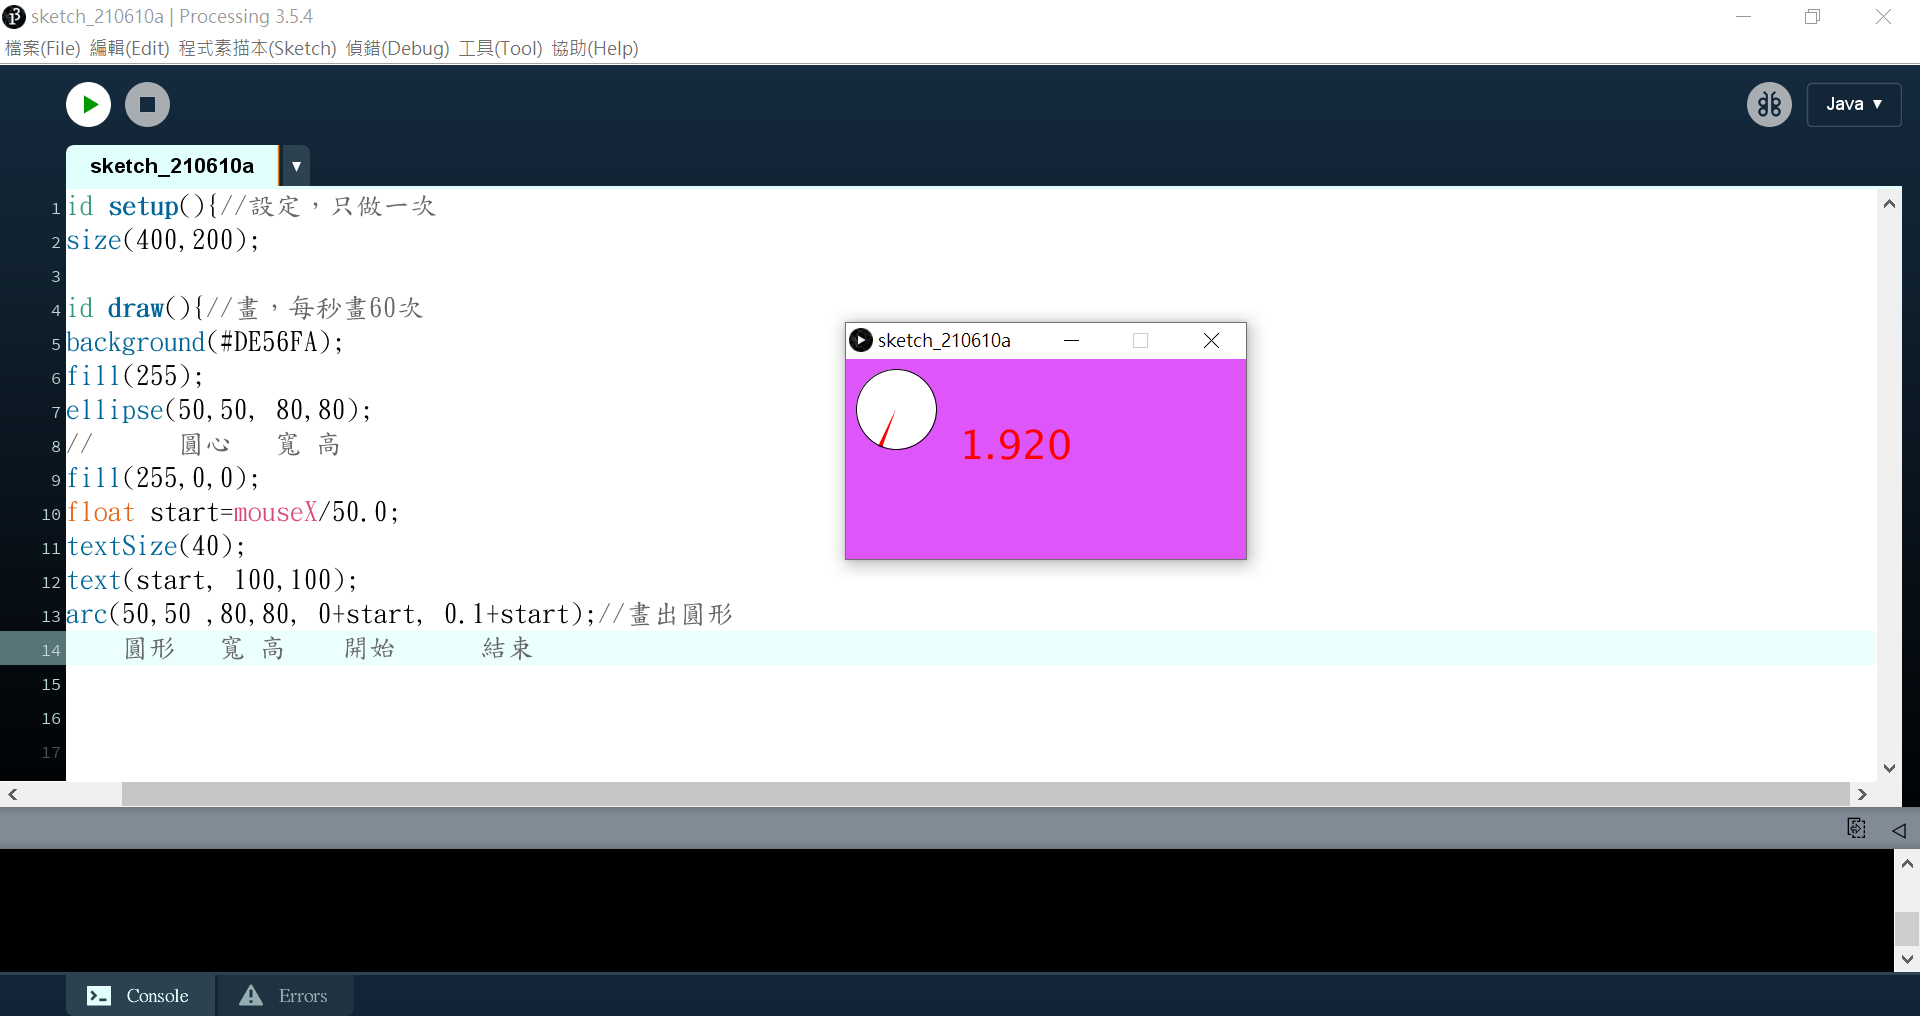 sketch_210610a | Processing 3.5.4
檔案(File) 編輯(Edit) 程式素描本(Sketch) 偵錯(Debug) 工具(Tool) 協助(Help)
Java ▼
sketch_210610a ▼
1 id setup(){//設定，只做一次
2 size(400,200);
3
4 id draw(){//畫，每秒畫60次
5 background(#DE56FA);
6 fill(255);
7 ellipse(50,50, 80,80);
8 // 圓心 寬 高
9 fill(255,0,0);
10 float start=mouseX/50.0;
11 textSize(40);
12 text(start, 100,100);
13 arc(50,50 ,80,80, 0+start, 0.1+start);//畫出圓形
14 圓形 寬 高 開始 結束
15
16
17
sketch_210610a
1.920
Console Errors